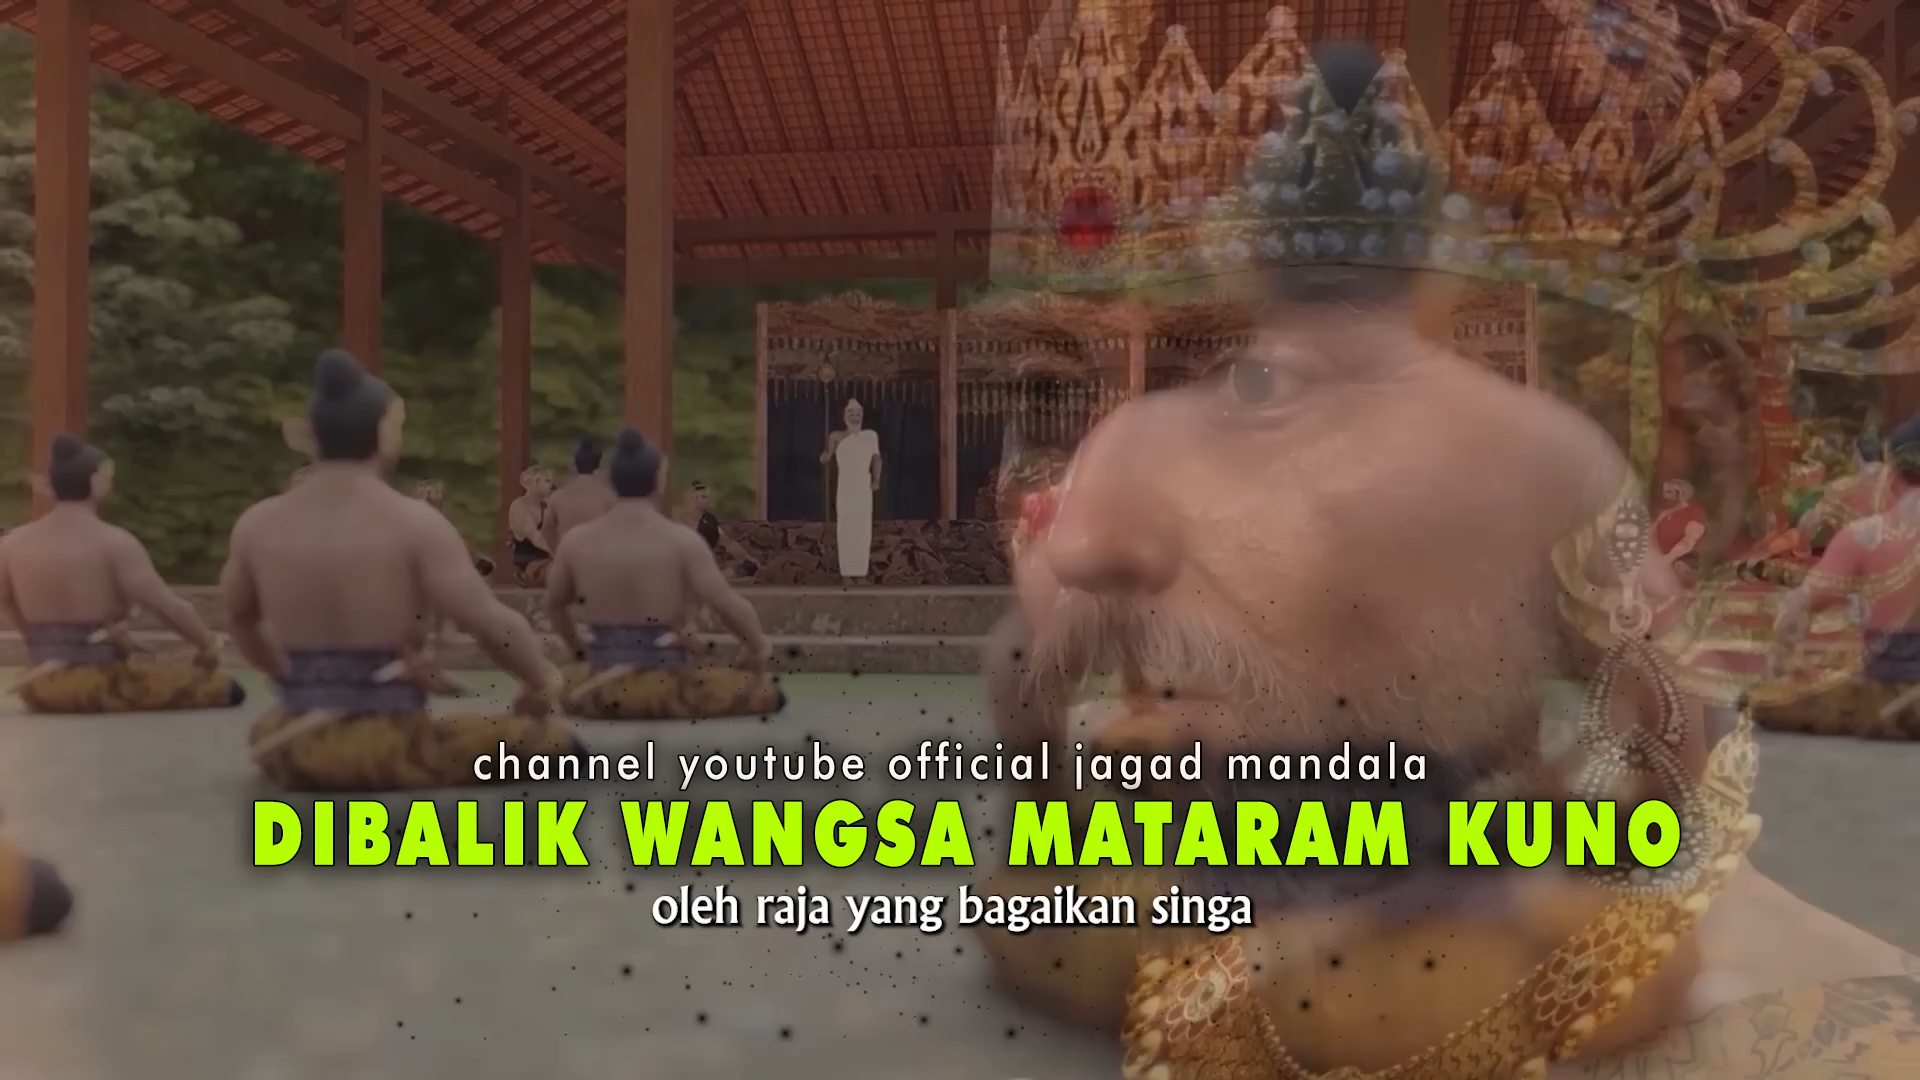 channel youtube official jagad mandala
DIBALIK WANGSA MATARAM KUNO
oleh raja yang bagaikan singa